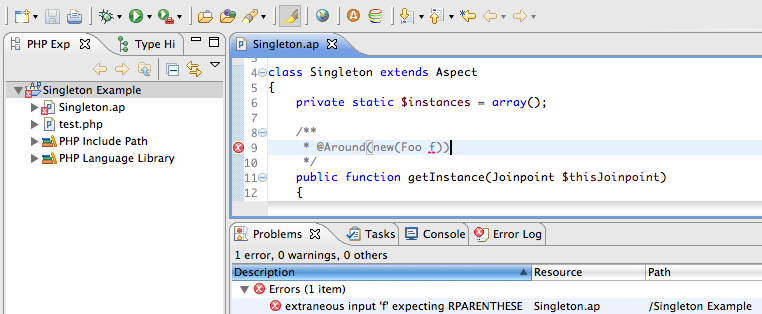 PHP Exp
Type Hi
Singleton Example
Singleton.ap
test.php
PHP Include Path
PHP Language Library
Singleton.ap
4 class Singleton extends Aspect
5 {
6 private static $instances = array();
7
8 /**
9 * @Around(new(Foo f))
10 */
11 public function getInstance(Joinpoint $thisJoinpoint)
12 {
Problems
Tasks
Console
Error Log
1 error, 0 warnings, 0 others
Description Resource Path
Errors (1 item)
extraneous input 'f' expecting RPARENTHESE Singleton.ap /Singleton Example